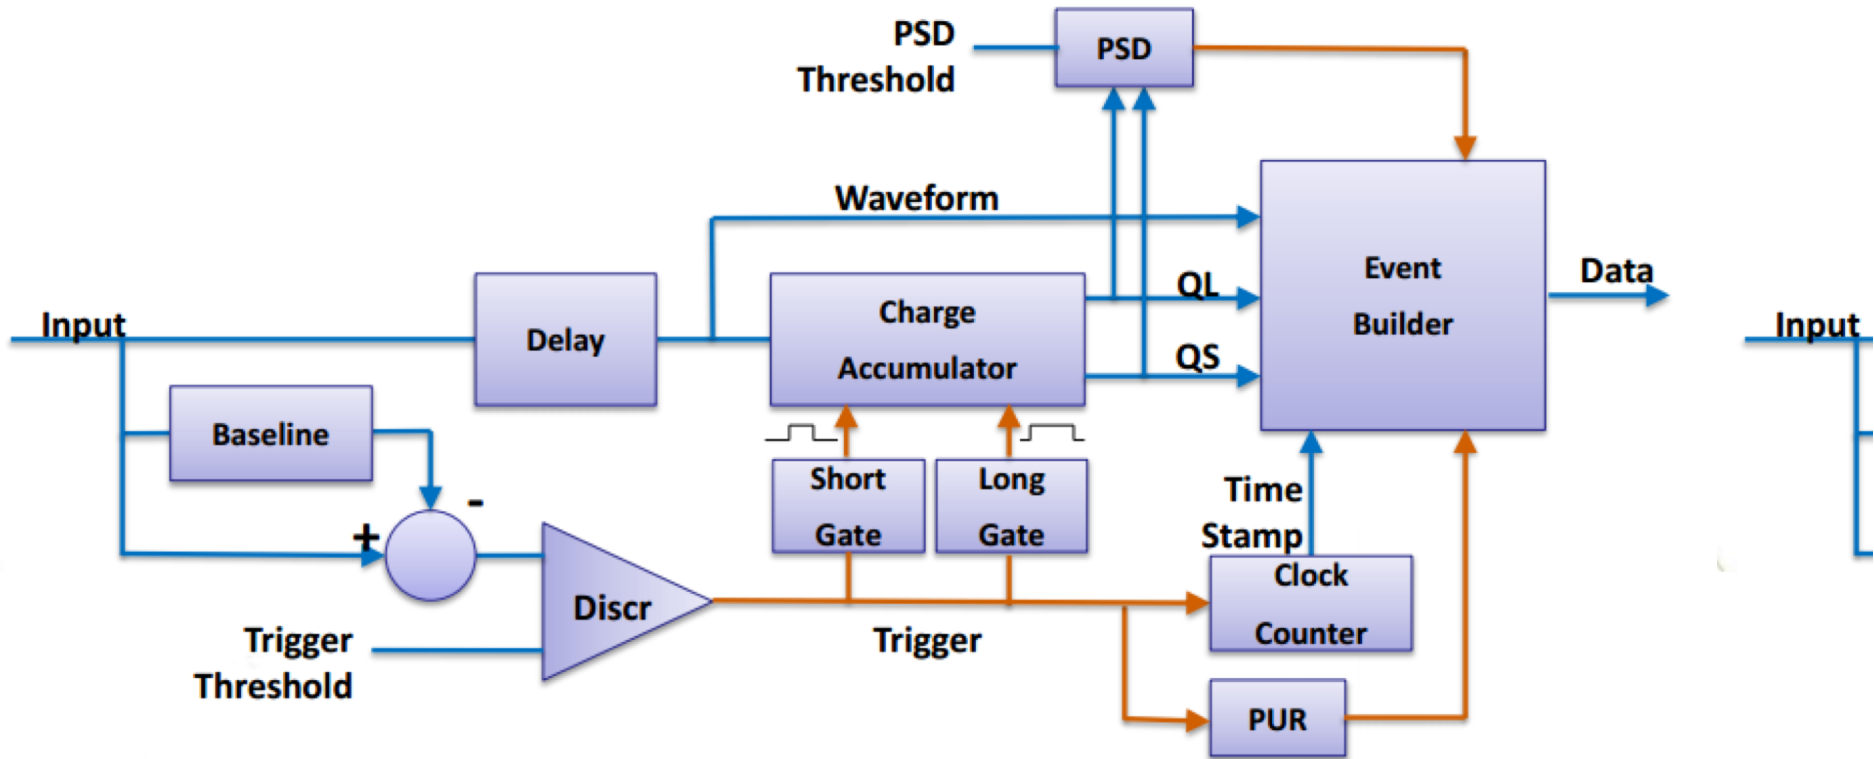 PSD
Threshold
PSD
Waveform
Input
Delay
Charge
Accumulator
QL
QS
Event
Builder
Data
Input
Baseline
-
+
Short
Gate
Long
Gate
Time
Stamp
Discr
Trigger
Threshold
Trigger
Clock
Counter
PUR